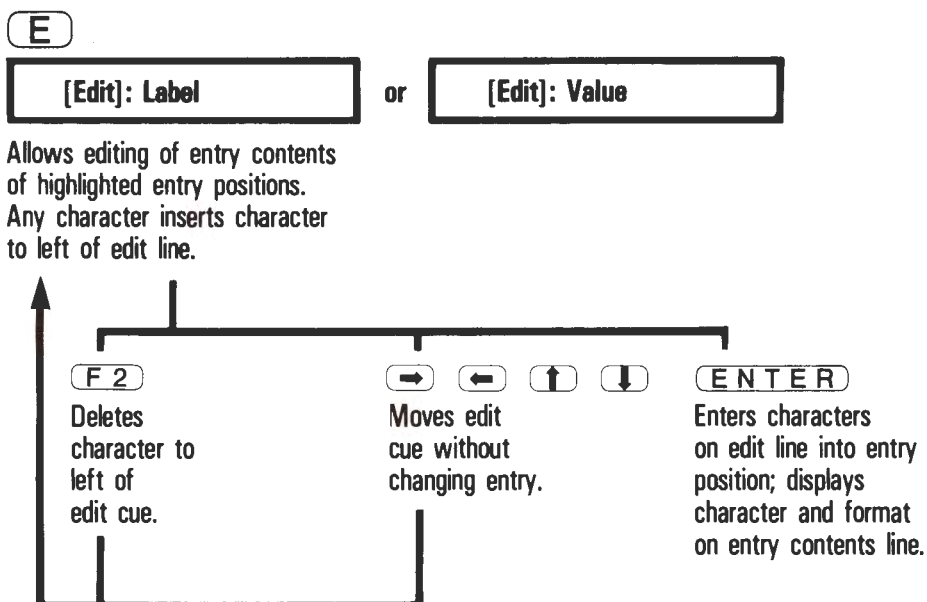 E
[Edit]: Label or [Edit]: Value
Allows editing of entry contents
of highlighted entry positions.
Any character inserts character
to left of edit line.
F 2
Deletes
character to
left of
edit cue.
➡ ⬅ ⬆ ⬇
Moves edit
cue without
changing entry.
ENTER
Enters characters
on edit line into entry
position; displays
character and format
on entry contents line.